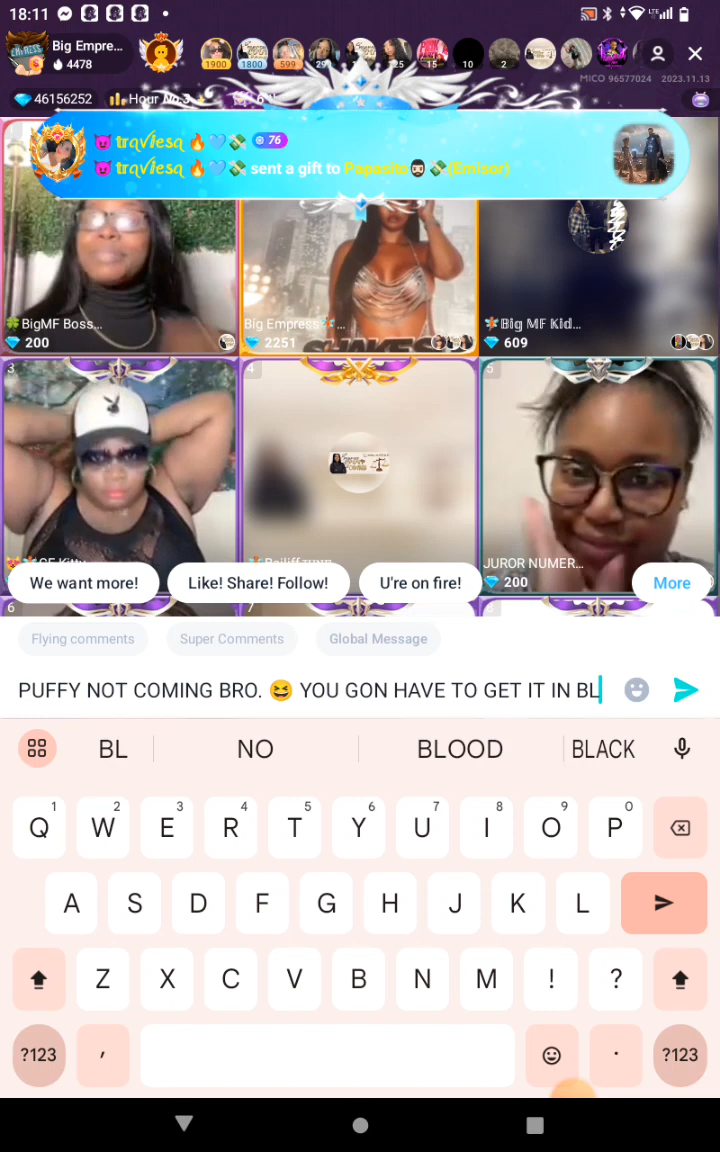 18:11
LTE
EMPRESS
Big Empre...
4478
1900
1800
599
15
10
2
MICO 96577024 2023.11.13
46156252
Hour No.3
traviesa 76
traviesa sent a gift to Papasito (Emisor)
BigMF Boss...
200
Big Empress ...
2251
Big MF Kid...
609
3
4
5
JUROR NUMER...
200
We want more!
Like! Share! Follow!
U're on fire!
More
6
7
Flying comments
Super Comments
Global Message
PUFFY NOT COMING BRO. 😆 YOU GON HAVE TO GET IT IN BL
BL NO BLOOD BLACK
1 2 3 4 5 6 7 8 9 0
Q W E R T Y U I O P
A S D F G H J K L
Z X C V B N M ! ?
?123 , . ?123